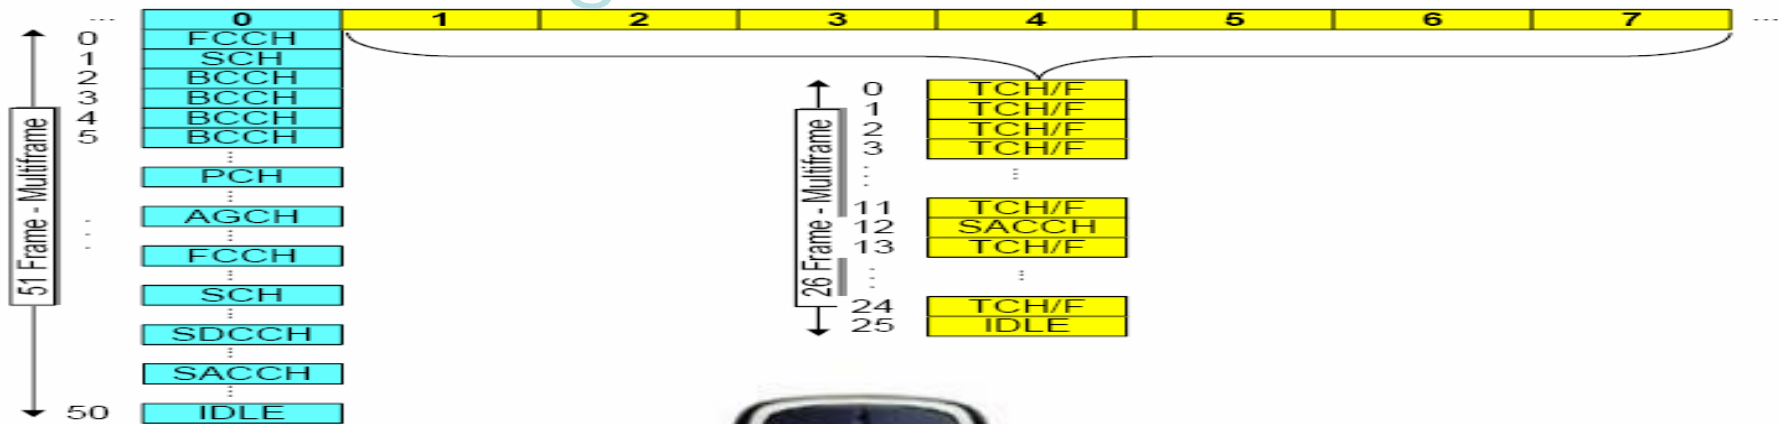 ... 0 1 2 3 4 5 6 7 ...
51 Frame - Multiframe
0 FCCH
1 SCH
2 BCCH
3 BCCH
4 BCCH
5 BCCH
PCH
AGCH
FCCH
SCH
SDCCH
SACCH
50 IDLE
26 Frame - Multiframe
0 TCH/F
1 TCH/F
2 TCH/F
3 TCH/F
11 TCH/F
12 SACCH
13 TCH/F
24 TCH/F
25 IDLE